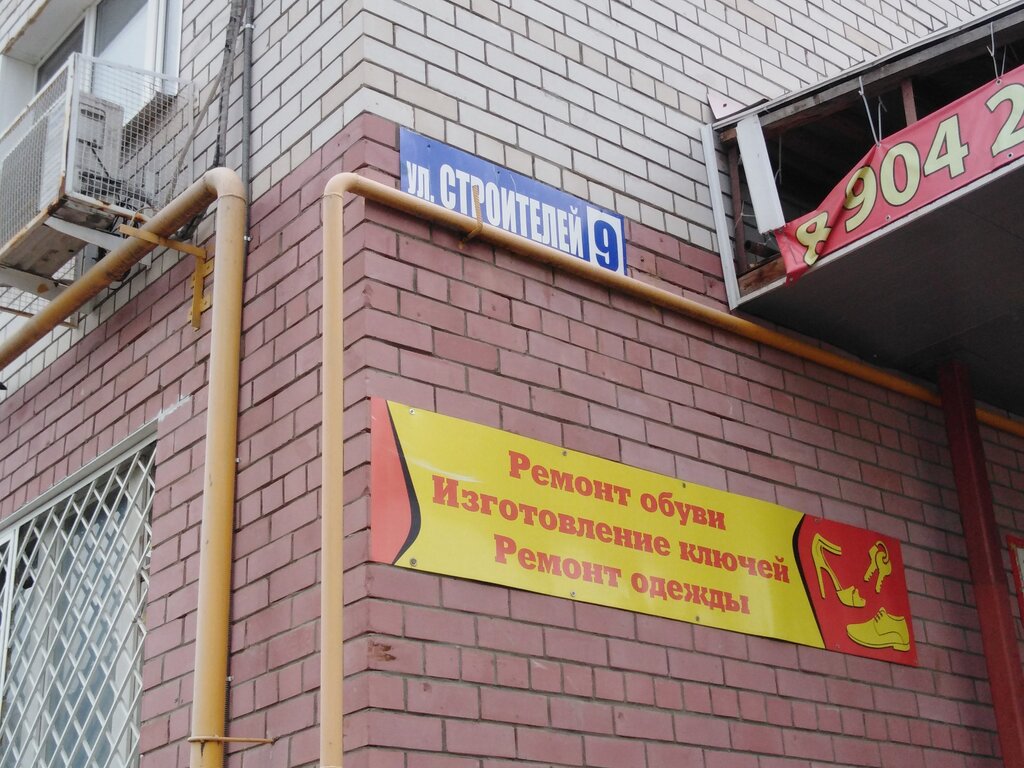 ул. СТРОИТЕЛЕЙ 9
8 904 2
Ремонт обуви
Изготовление ключей
Ремонт одежды